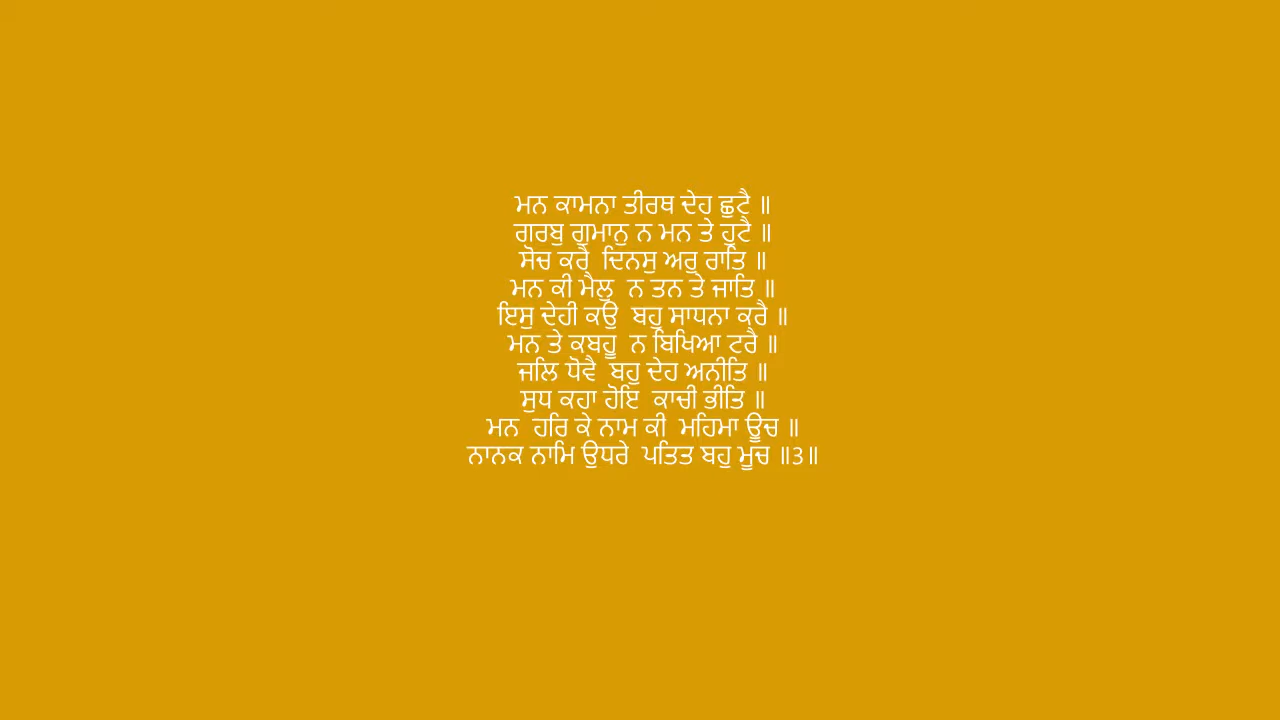 ਮਨ ਕਾਮਨਾ ਤੀਰਥ ਦੇਹ ਛੁਟੈ ॥
ਗਰਬੁ ਗੁਮਾਨੁ ਨ ਮਨ ਤੇ ਹੁਟੈ ॥
ਸੋਚ ਕਰੈ ਦਿਨਸੁ ਅਰੁ ਰਾਤਿ ॥
ਮਨ ਕੀ ਮੈਲੁ ਨ ਤਨ ਤੇ ਜਾਤਿ ॥
ਇਸੁ ਦੇਹੀ ਕਉ ਬਹੁ ਸਾਧਨਾ ਕਰੈ ॥
ਮਨ ਤੇ ਕਬਹੂ ਨ ਬਿਖਿਆ ਟਰੈ ॥
ਜਲਿ ਧੋਵੈ ਬਹੁ ਦੇਹ ਅਨੀਤਿ ॥
ਸੁਧ ਕਹਾ ਹੋਇ ਕਾਚੀ ਭੀਤਿ ॥
ਮਨ ਹਰਿ ਕੇ ਨਾਮ ਕੀ ਮਹਿਮਾ ਊਚ ॥
ਨਾਨਕ ਨਾਮਿ ਉਧਰੇ ਪਤਿਤ ਬਹੁ ਮੂਚ ॥3॥